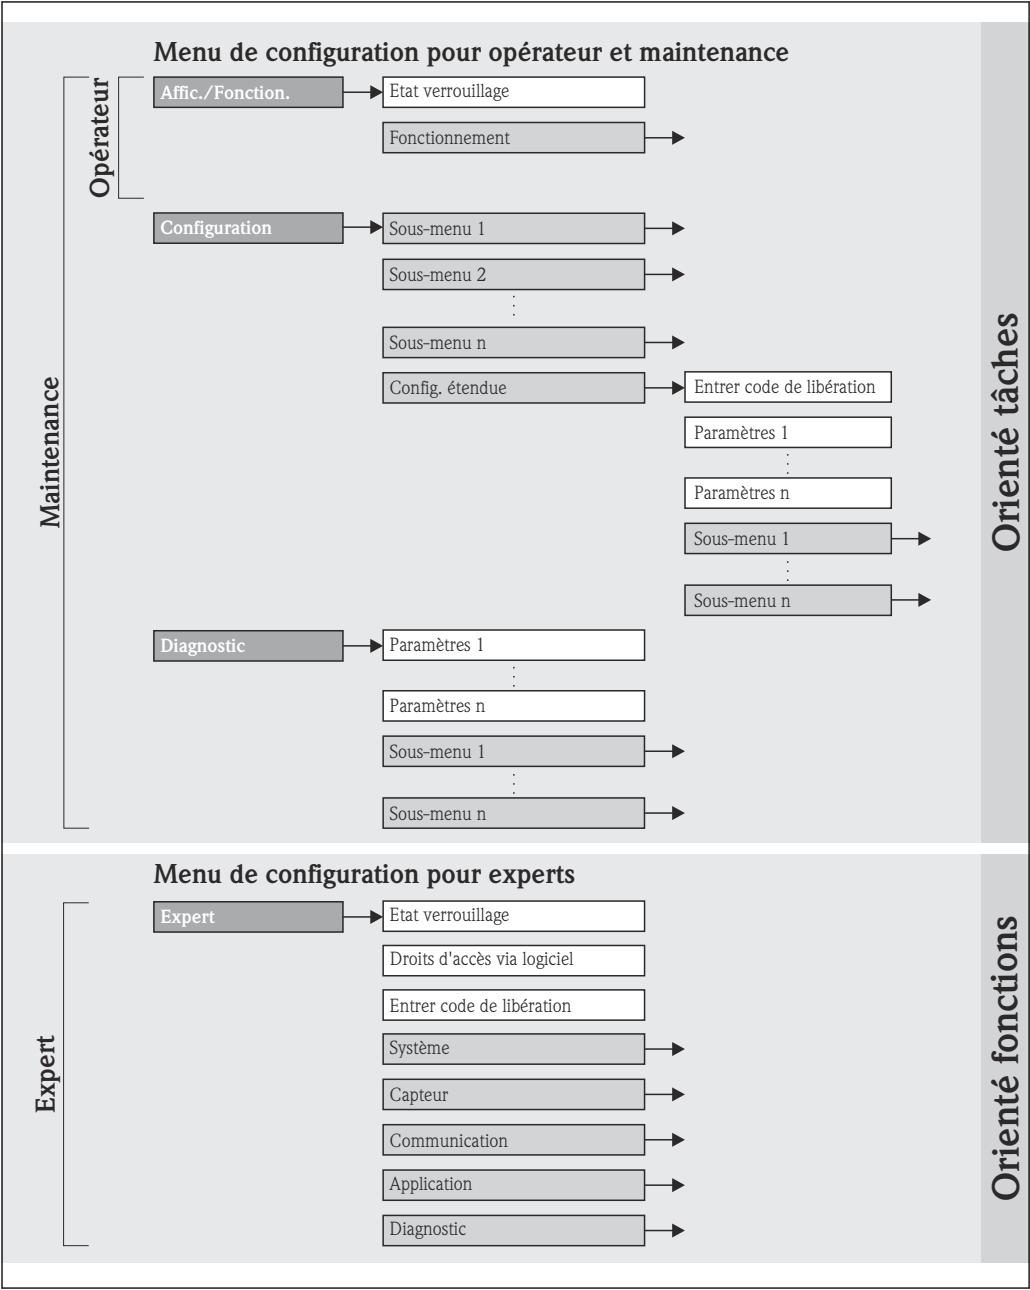 Menu de configuration pour opérateur et maintenance
Opérateur
Maintenance
Affic./Fonction.
Etat verrouillage
Fonctionnement
Configuration
Sous-menu 1
Sous-menu 2
Sous-menu n
Config. étendue
Entrer code de libération
Paramètres 1
Paramètres n
Sous-menu 1
Sous-menu n
Diagnostic
Paramètres 1
Paramètres n
Sous-menu 1
Sous-menu n
Orienté tâches
Menu de configuration pour experts
Expert
Expert
Etat verrouillage
Droits d'accès via logiciel
Entrer code de libération
Système
Capteur
Communication
Application
Diagnostic
Orienté fonctions